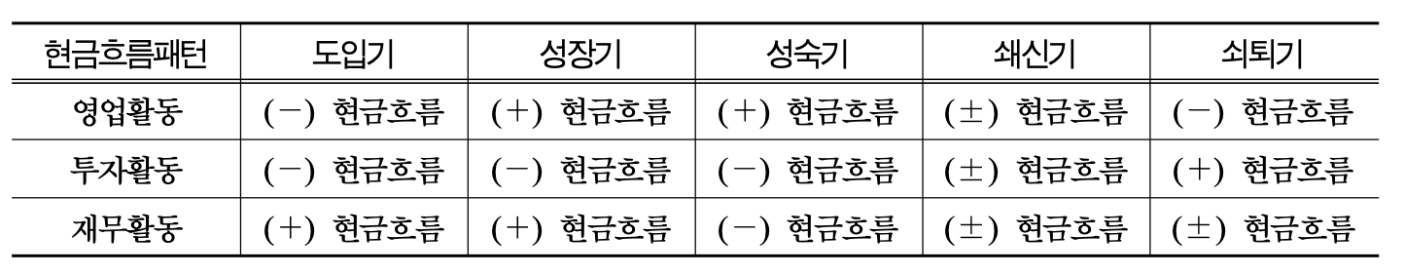 현금흐름패턴 도입기 성장기 성숙기 쇄신기 쇠퇴기
영업활동 (−) 현금흐름 (+) 현금흐름 (+) 현금흐름 (±) 현금흐름 (−) 현금흐름
투자활동 (−) 현금흐름 (−) 현금흐름 (−) 현금흐름 (±) 현금흐름 (+) 현금흐름
재무활동 (+) 현금흐름 (+) 현금흐름 (−) 현금흐름 (±) 현금흐름 (±) 현금흐름